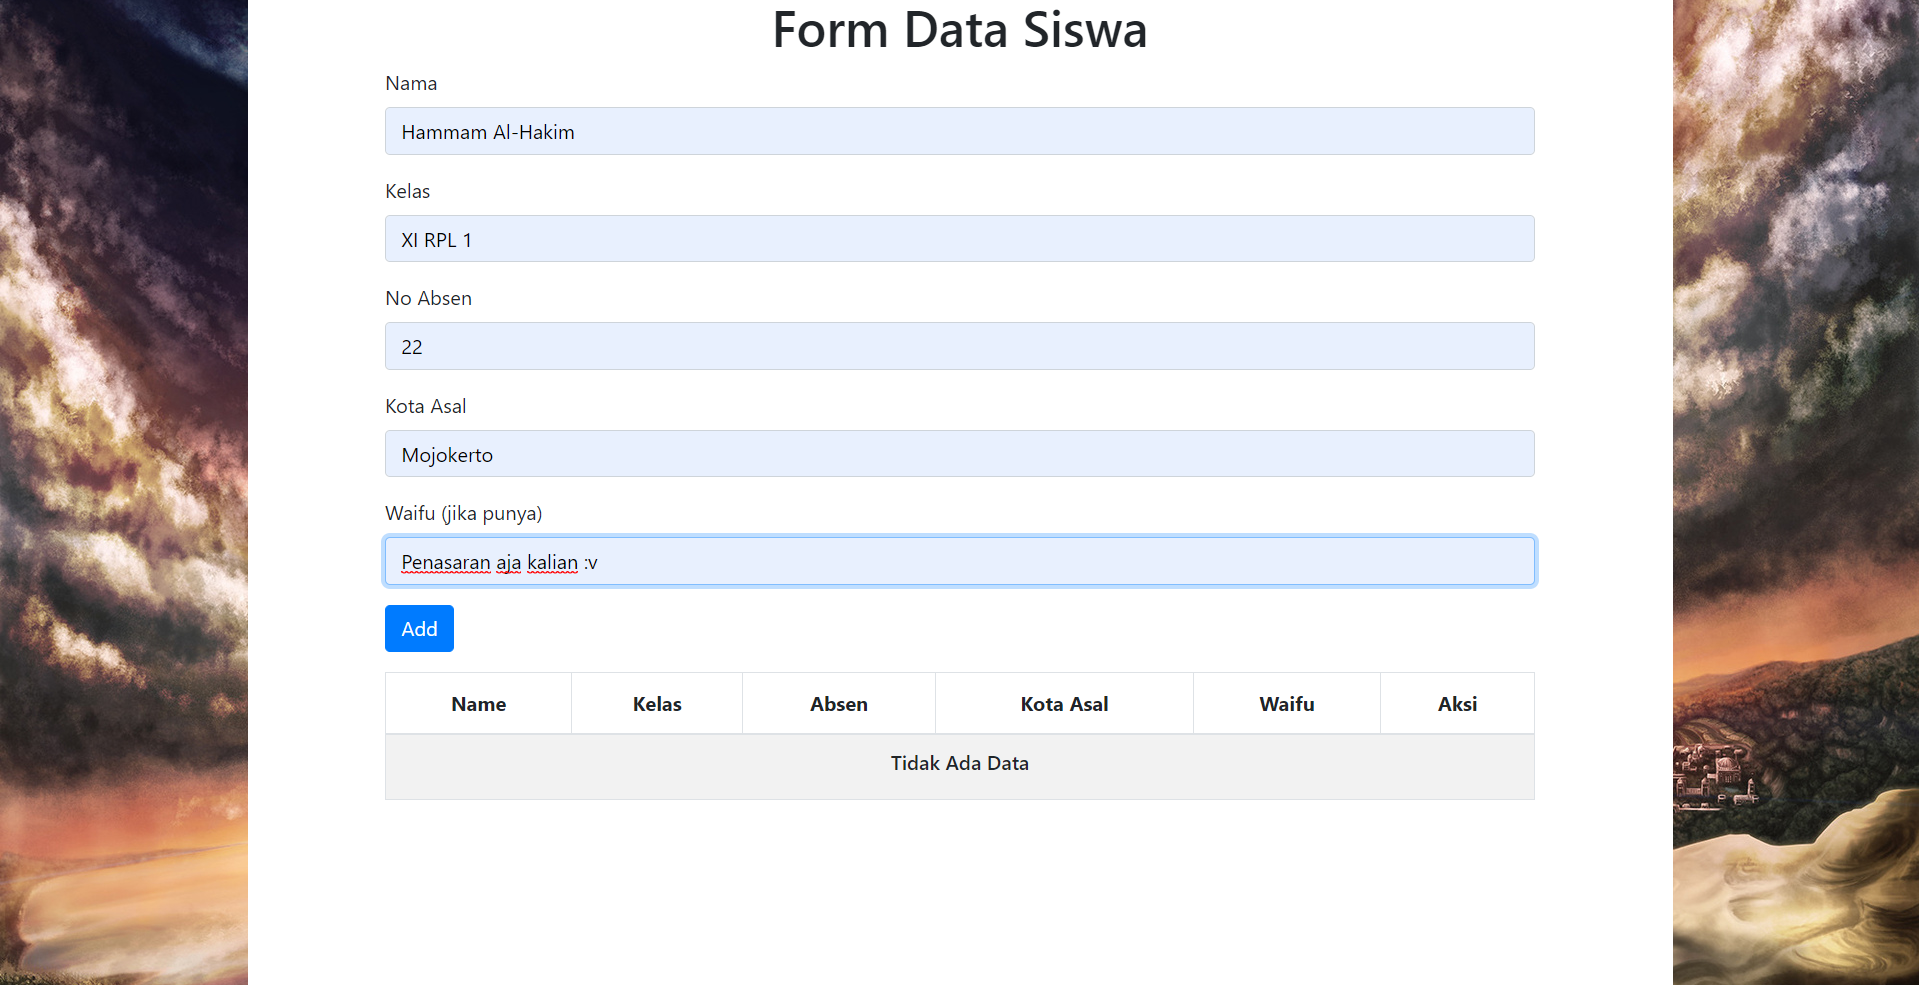 Form Data Siswa
Nama
Hammam Al-Hakim
Kelas
XI RPL 1
No Absen
22
Kota Asal
Mojokerto
Waifu (jika punya)
Penasaran aja kalian :v
Add
Name Kelas Absen Kota Asal Waifu Aksi
Tidak Ada Data